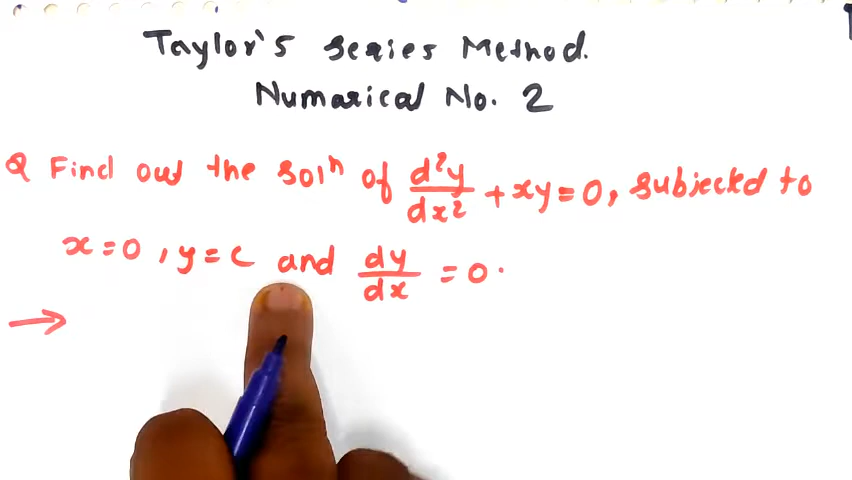 Taylor's series Method.
Numarical No. 2
Q Find out the solⁿ of d²y/dx² + xy = 0, subjected to
x = 0, y = c and dy/dx = 0.
→